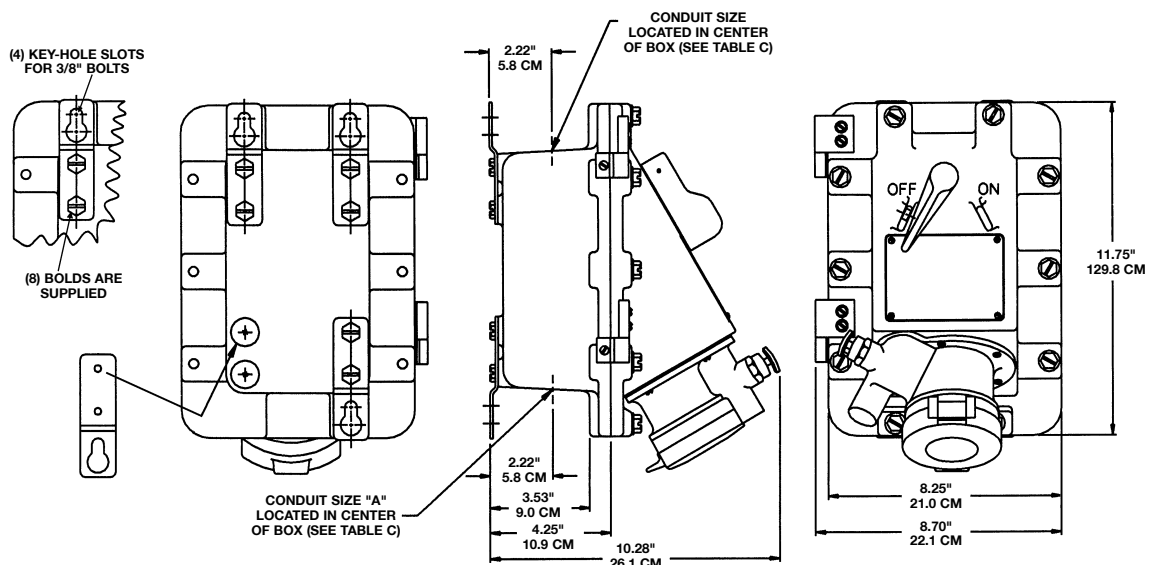 (4) KEY-HOLE SLOTS
FOR 3/8" BOLTS
(8) BOLDS ARE
SUPPLIED
CONDUIT SIZE
LOCATED IN CENTER
OF BOX (SEE TABLE C)
2.22"
5.8 CM
CONDUIT SIZE "A"
LOCATED IN CENTER
OF BOX (SEE TABLE C)
2.22"
5.8 CM
3.53"
9.0 CM
4.25"
10.9 CM
10.28"
26.1 CM
OFF
ON
11.75"
129.8 CM
8.25"
21.0 CM
8.70"
22.1 CM